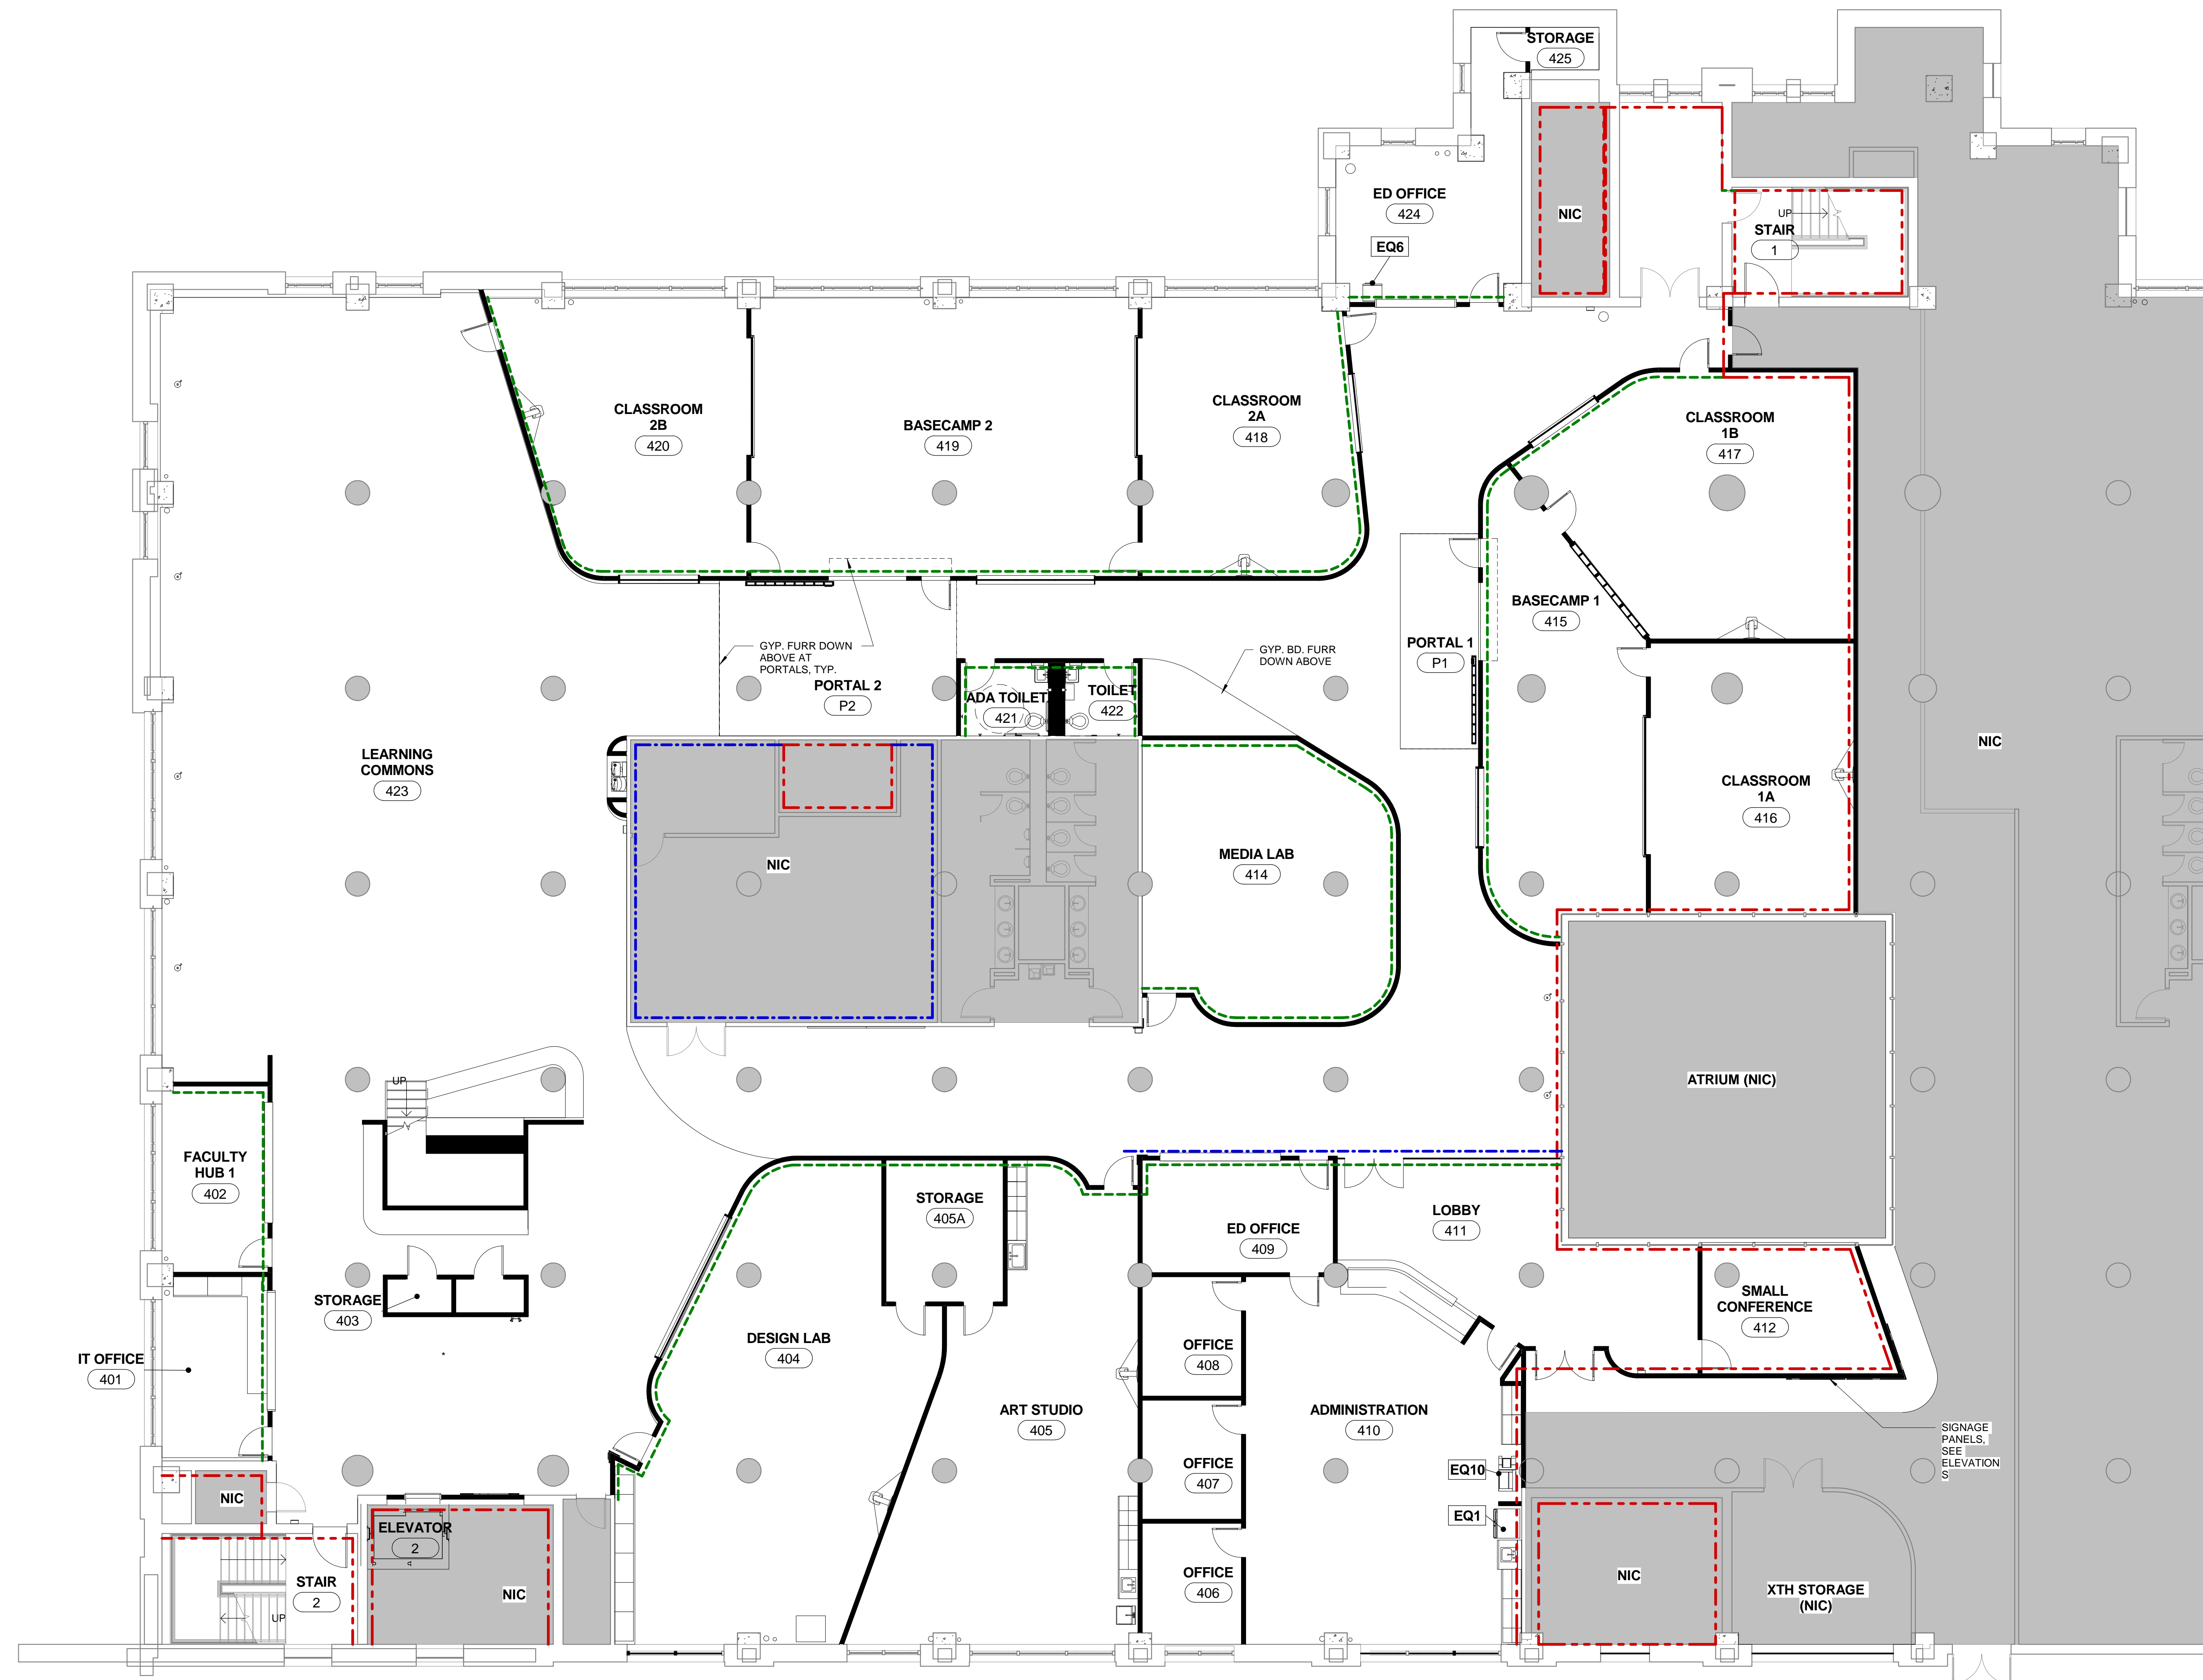 STORAGE
425
ED OFFICE
424
NIC
UP
STAIR
1
EQ6
CLASSROOM
2B
420
BASECAMP 2
419
CLASSROOM
2A
418
CLASSROOM
1B
417
BASECAMP 1
415
GYP. FURR DOWN
ABOVE AT
PORTALS, TYP.
GYP. BD. FURR
DOWN ABOVE
PORTAL 1
P1
PORTAL 2
P2
ADA TOILET
421
TOILET
422
LEARNING
COMMONS
423
NIC
CLASSROOM
1A
416
NIC
MEDIA LAB
414
ATRIUM (NIC)
UP
FACULTY
HUB 1
402
STORAGE
405A
ED OFFICE
409
LOBBY
411
STORAGE
403
SMALL
CONFERENCE
412
DESIGN LAB
404
OFFICE
408
IT OFFICE
401
ART STUDIO
405
ADMINISTRATION
410
SIGNAGE
PANELS,
SEE
ELEVATION
S
OFFICE
407
EQ10
NIC
EQ1
ELEVATOR
2
OFFICE
406
STAIR
2
NIC
UP
NIC
XTH STORAGE
(NIC)